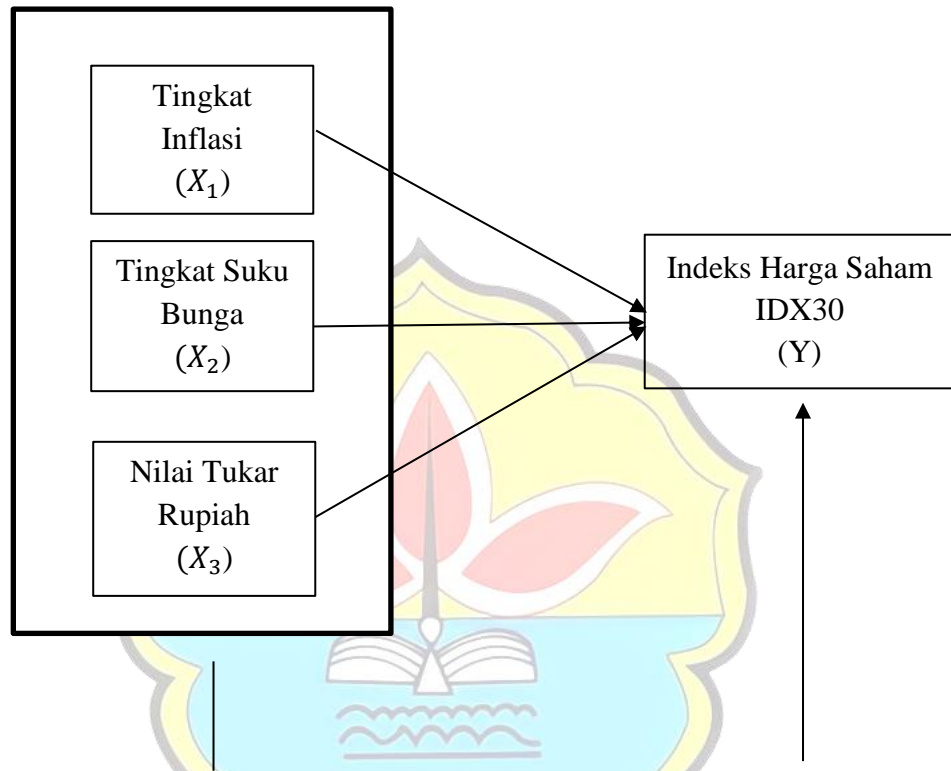 Tingkat
Inflasi
(𝑋₁)
Tingkat Suku
Bunga
(𝑋₂)
Nilai Tukar
Rupiah
(𝑋₃)
Indeks Harga Saham
IDX30
(Y)